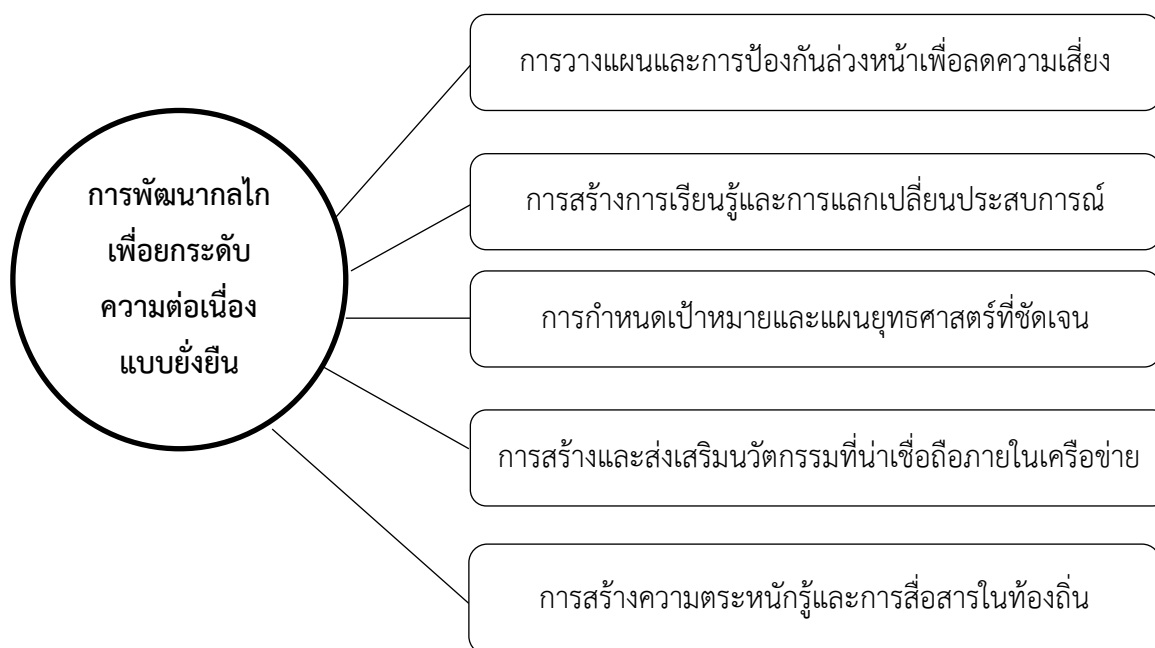 การพัฒนากลไก
เพื่อยกระดับ
ความต่อเนื่อง
แบบยั่งยืน
การวางแผนและการป้องกันล่วงหน้าเพื่อลดความเสี่ยง
การสร้างการเรียนรู้และการแลกเปลี่ยนประสบการณ์
การกำหนดเป้าหมายและแผนยุทธศาสตร์ที่ชัดเจน
การสร้างและส่งเสริมนวัตกรรมที่น่าเชื่อถือภายในเครือข่าย
การสร้างความตระหนักรู้และการสื่อสารในท้องถิ่น